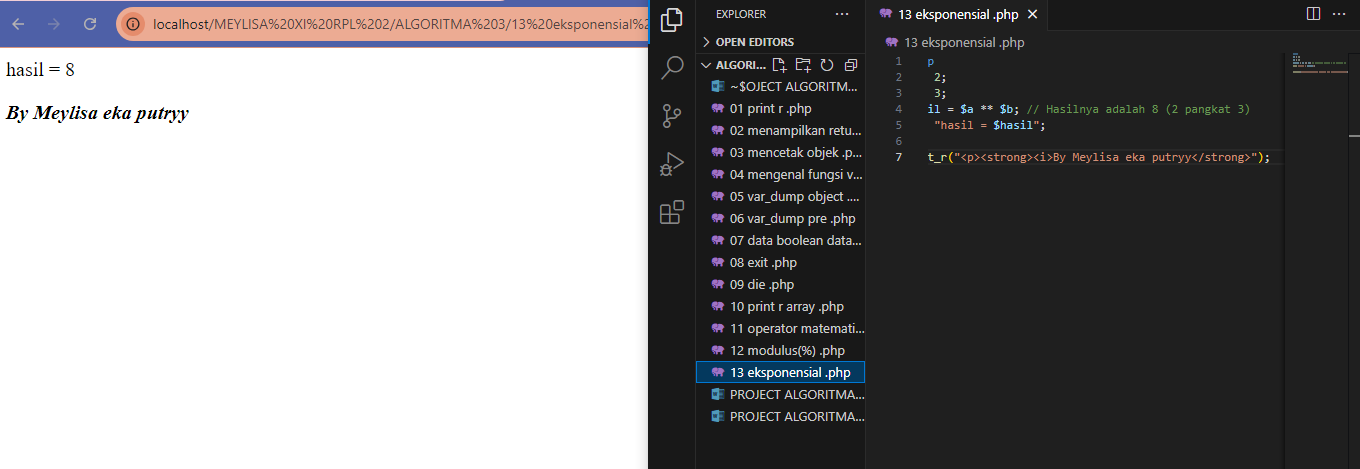 localhost/MEYLISA%20XI%20RPL%202/ALGORITMA%203/13%20eksponensial%2
hasil = 8
By Meylisa eka putryy
EXPLORER
OPEN EDITORS
ALGORI...
~$OJECT ALGORITM...
01 print r .php
02 menampilkan retu...
03 mencetak objek .p...
04 mengenal fungsi v...
05 var_dump object ....
06 var_dump pre .php
07 data boolean data...
08 exit .php
09 die .php
10 print r array .php
11 operator matemati...
12 modulus(%) .php
13 eksponensial .php
PROJECT ALGORITMA...
PROJECT ALGORITMA...
13 eksponensial .php
13 eksponensial .php
1 p
2 2;
3 3;
4 il = $a ** $b; // Hasilnya adalah 8 (2 pangkat 3)
5 "hasil = $hasil";
6
7 t_r("<p><strong><i>By Meylisa eka putryy</strong>");